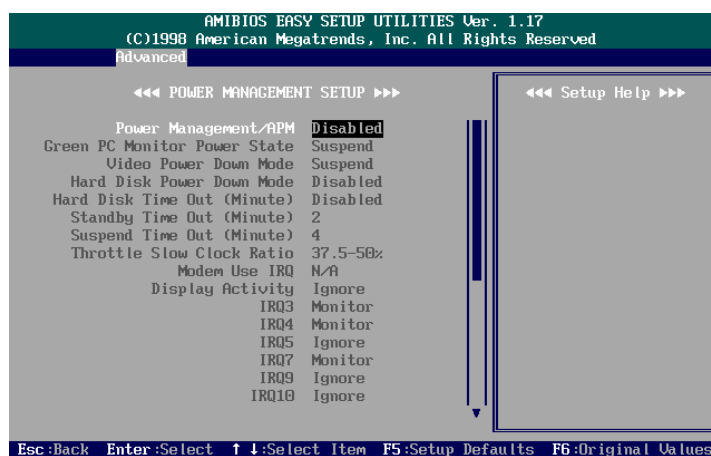 AMIBIOS EASY SETUP UTILITIES Ver. 1.17
(C)1998 American Megatrends, Inc. All Rights Reserved
Advanced
◄◄◄ POWER MANAGEMENT SETUP ►►►
◄◄◄ Setup Help ►►►
Power Management/APM Disabled
Green PC Monitor Power State Suspend
Video Power Down Mode Suspend
Hard Disk Power Down Mode Disabled
Hard Disk Time Out (Minute) Disabled
Standby Time Out (Minute) 2
Suspend Time Out (Minute) 4
Throttle Slow Clock Ratio 37.5-50%
Modem Use IRQ N/A
Display Activity Ignore
IRQ3 Monitor
IRQ4 Monitor
IRQ5 Ignore
IRQ7 Monitor
IRQ9 Ignore
IRQ10 Ignore
Esc:Back Enter:Select ↑↓:Select Item F5:Setup Defaults F6:Original Values